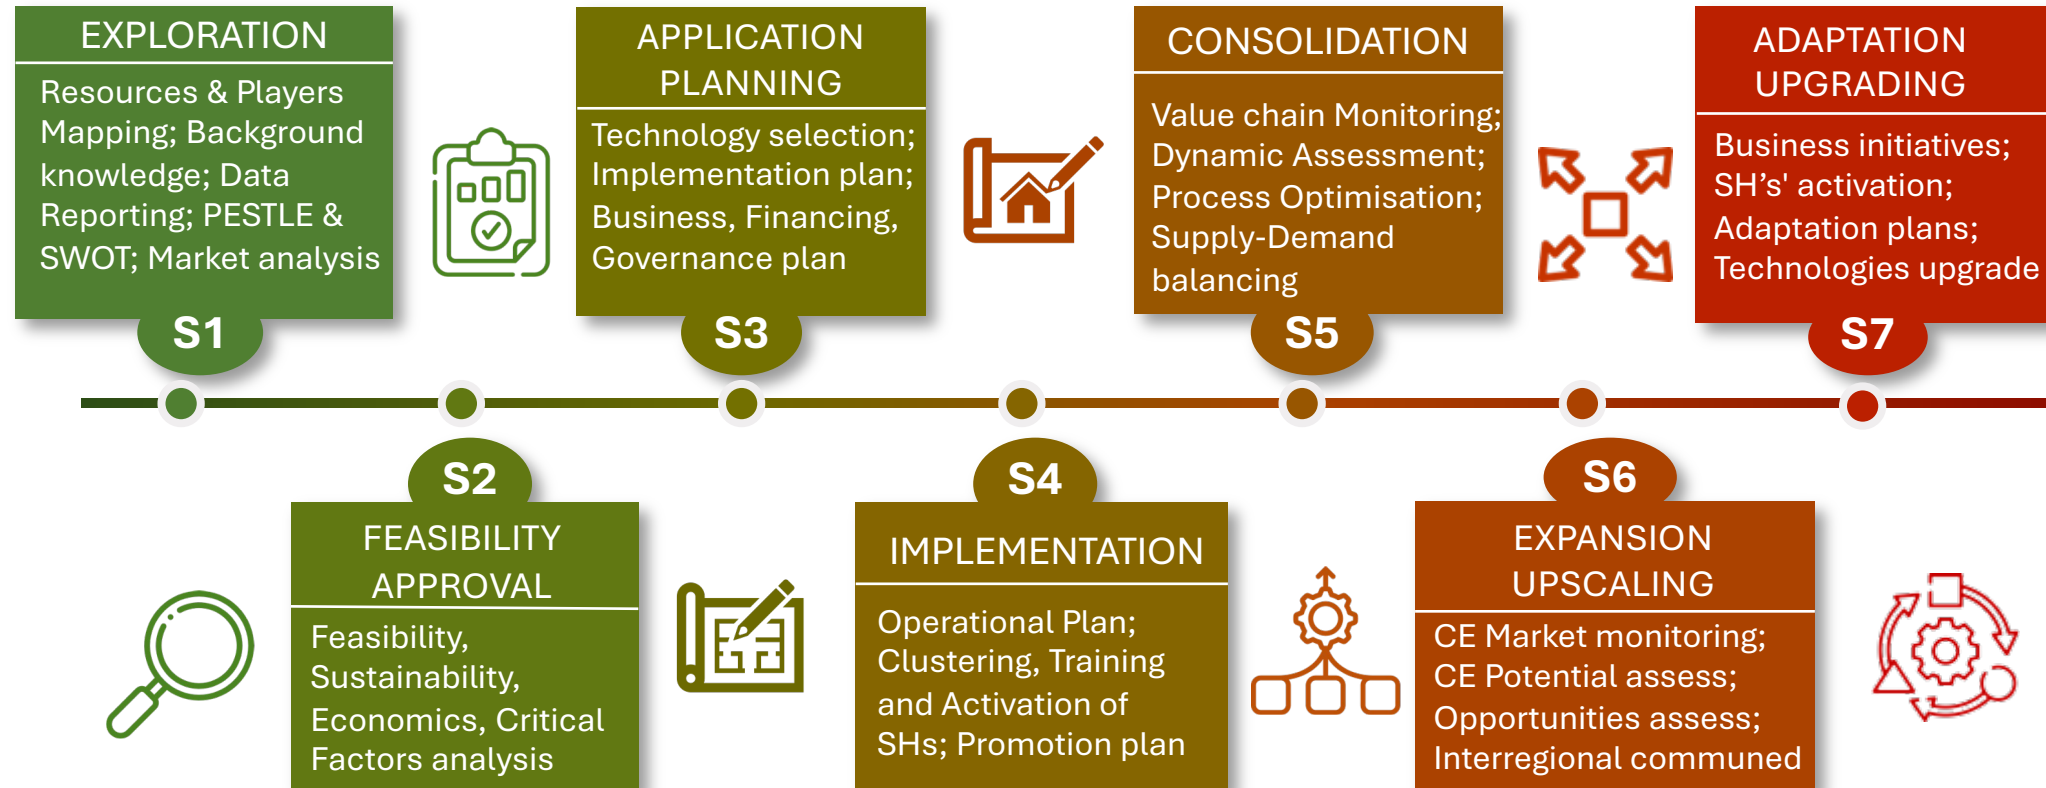 EXPLORATION
Resources & Players
Mapping; Background
knowledge; Data
Reporting; PESTLE &
SWOT; Market analysis
S1
APPLICATION
PLANNING
Technology selection;
Implementation plan;
Business, Financing,
Governance plan
S3
CONSOLIDATION
Value chain Monitoring;
Dynamic Assessment;
Process Optimisation;
Supply-Demand
balancing
S5
ADAPTATION
UPGRADING
Business initiatives;
SH's' activation;
Adaptation plans;
Technologies upgrade
S7
S2
FEASIBILITY
APPROVAL
Feasibility,
Sustainability,
Economics, Critical
Factors analysis
S4
IMPLEMENTATION
Operational Plan;
Clustering, Training
and Activation of
SHs; Promotion plan
S6
EXPANSION
UPSCALING
CE Market monitoring;
CE Potential assess;
Opportunities assess;
Interregional communed